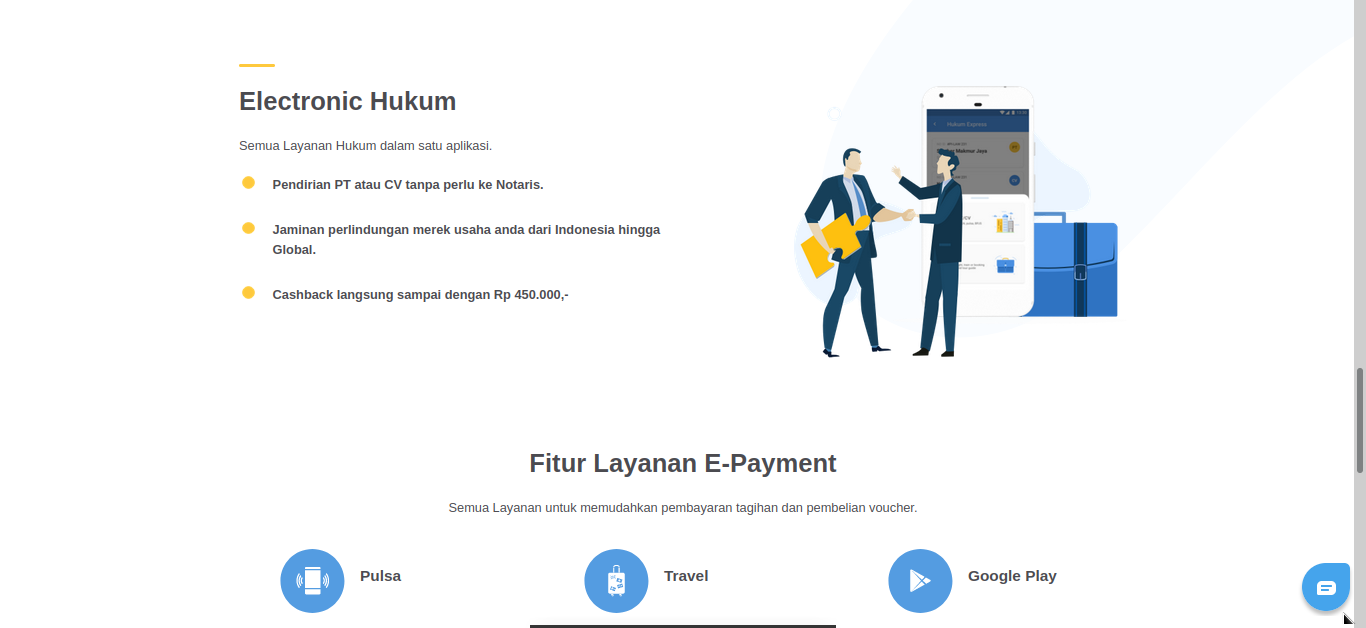 Electronic Hukum
Semua Layanan Hukum dalam satu aplikasi.
Pendirian PT atau CV tanpa perlu ke Notaris.
Jaminan perlindungan merek usaha anda dari Indonesia hingga
Global.
Cashback langsung sampai dengan Rp 450.000,-
Hukum Express
Makmur Jaya
Fitur Layanan E-Payment
Semua Layanan untuk memudahkan pembayaran tagihan dan pembelian voucher.
Pulsa
Travel
Google Play